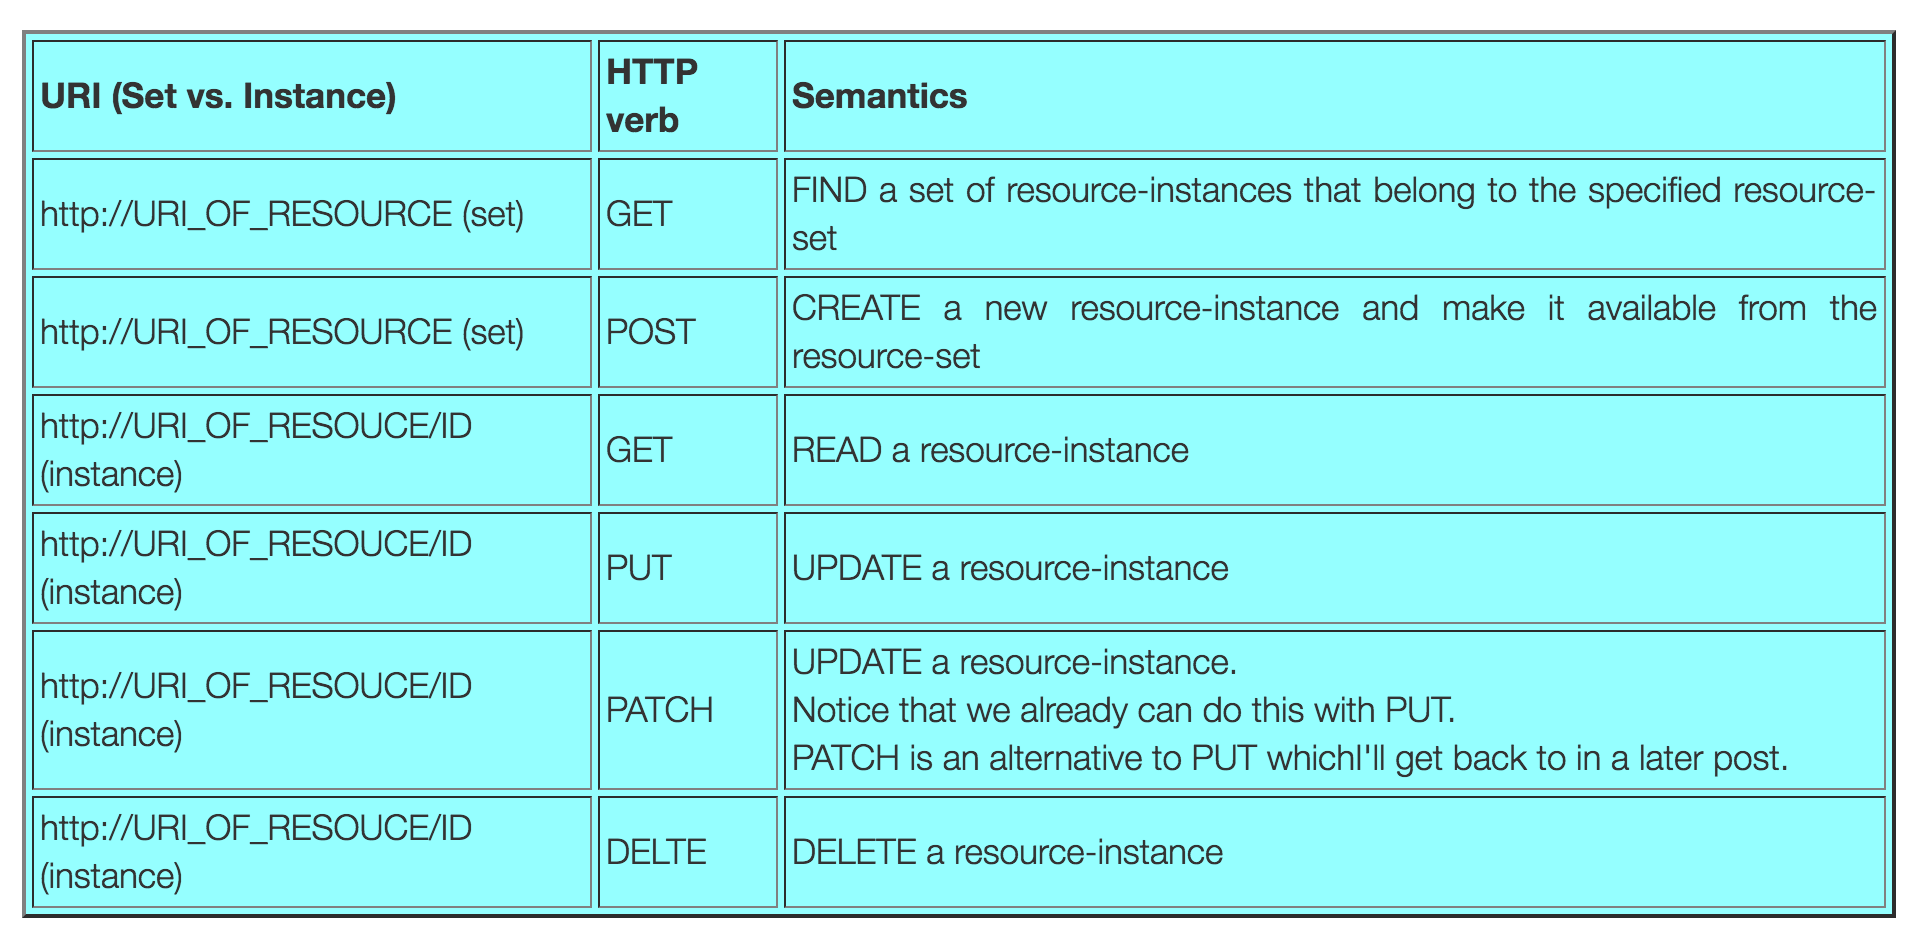 URI (Set vs. Instance)
HTTP
verb
Semantics
http://URI_OF_RESOURCE (set)
GET
FIND a set of resource-instances that belong to the specified resource-
set
http://URI_OF_RESOURCE (set)
POST
CREATE a new resource-instance and make it available from the
resource-set
http://URI_OF_RESOUCE/ID
(instance)
GET
READ a resource-instance
http://URI_OF_RESOUCE/ID
(instance)
PUT
UPDATE a resource-instance
http://URI_OF_RESOUCE/ID
(instance)
PATCH
UPDATE a resource-instance.
Notice that we already can do this with PUT.
PATCH is an alternative to PUT whichI'll get back to in a later post.
http://URI_OF_RESOUCE/ID
(instance)
DELTE
DELETE a resource-instance